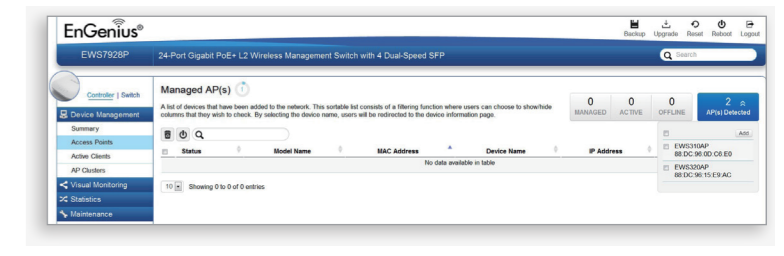 EnGenius®
Backup Upgrade Reset Reboot Logout
EWS7928P 24-Port Gigabit PoE+ L2 Wireless Management Switch with 4 Dual-Speed SFP
Search
Controller | Switch
Device Management
Summary
Access Points
Active Clients
AP Clusters
Visual Monitoring
Statistics
Maintenance
Managed AP(s)
A list of devices that have been added to the network. This sortable list consists of a filtering function where users can choose to show/hide
columns that they wish to check. By selecting the device name, users will be redirected to the device information page.
0 MANAGED
0 ACTIVE
0 OFFLINE
2 AP(s) Detected
Add
EWS310AP
88:DC:96:0D:C6:E0
EWS320AP
88:DC:96:15:E9:AC
Status Model Name MAC Address Device Name IP Address
No data available in table
10 Showing 0 to 0 of 0 entries